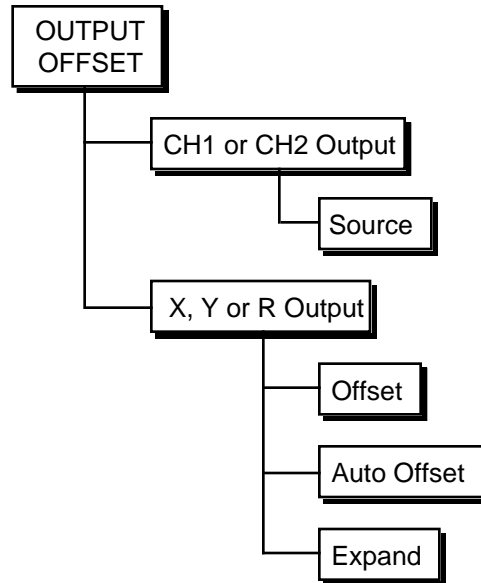 OUTPUT
OFFSET
CH1 or CH2 Output
Source
X, Y or R Output
Offset
Auto Offset
Expand